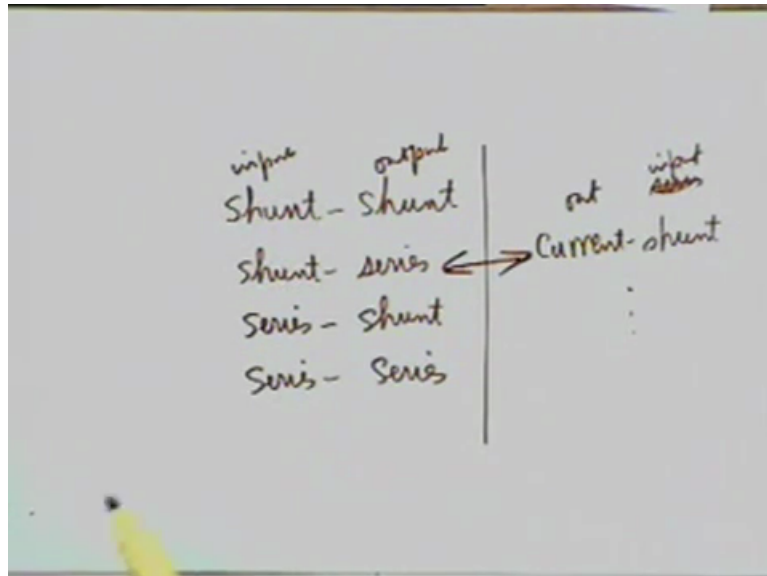 input output
Shunt - Shunt
Shunt - series
Series - Shunt
Series - Series
out input
Current - shunt